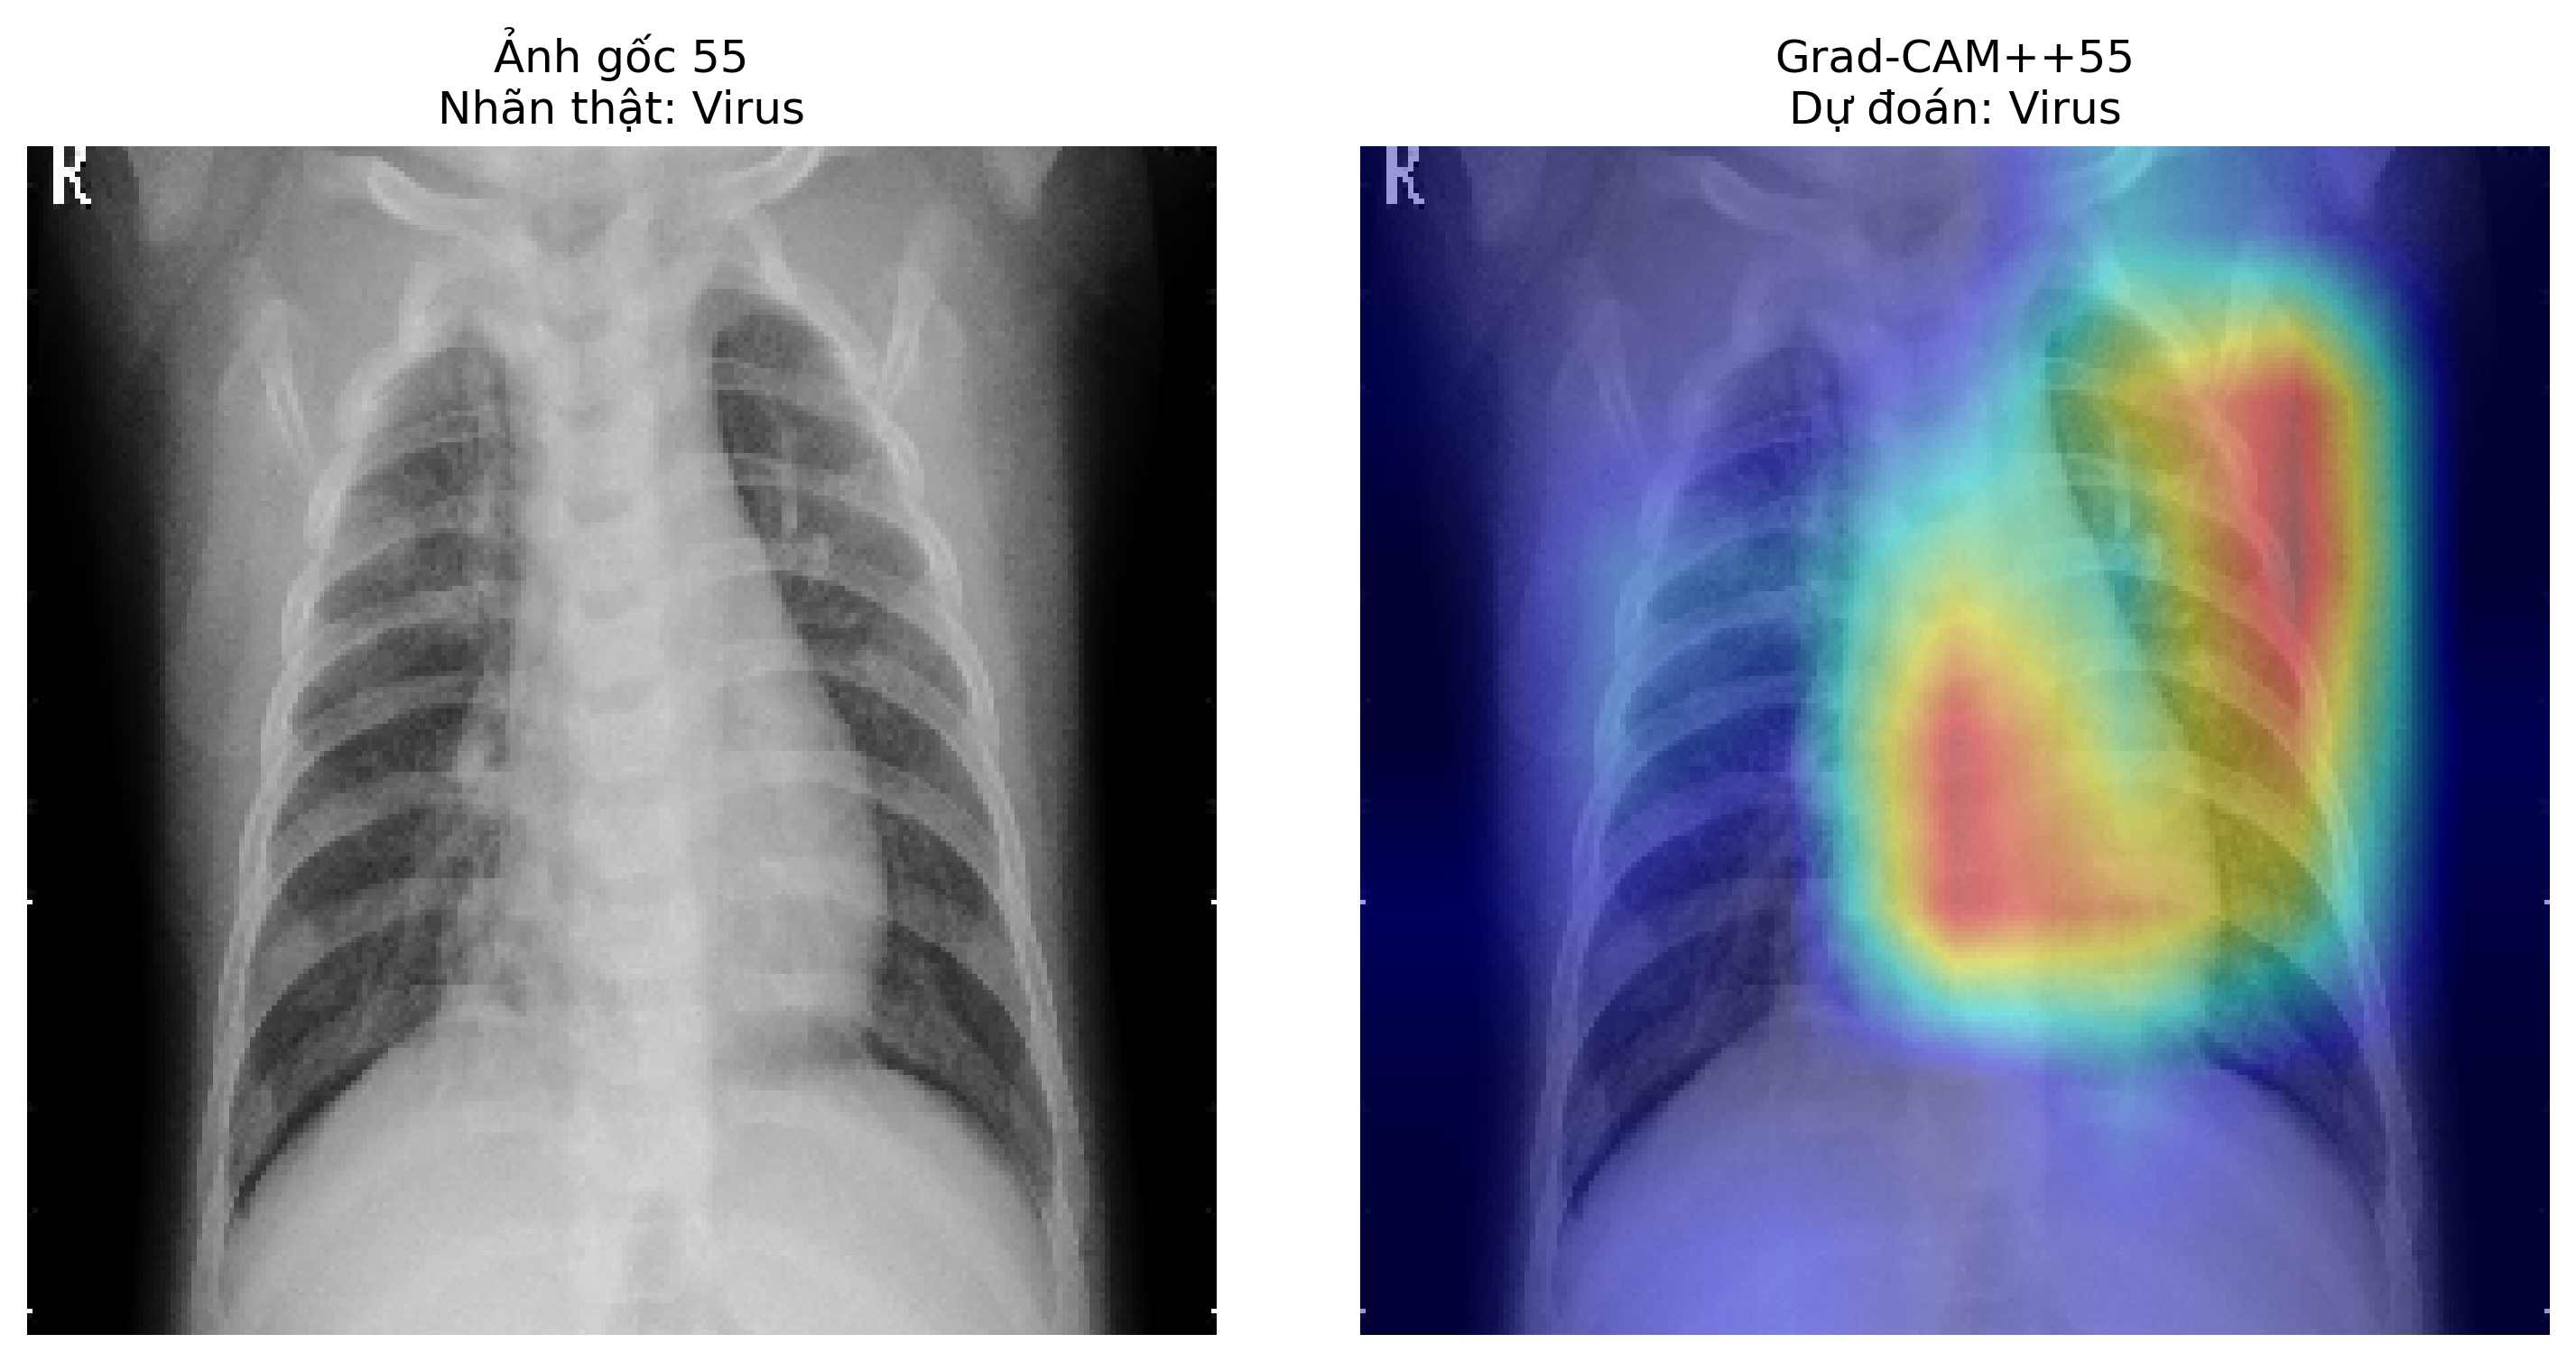 Ảnh gốc 55
Nhãn thật: Virus
Grad-CAM++55
Dự đoán: Virus
R
R